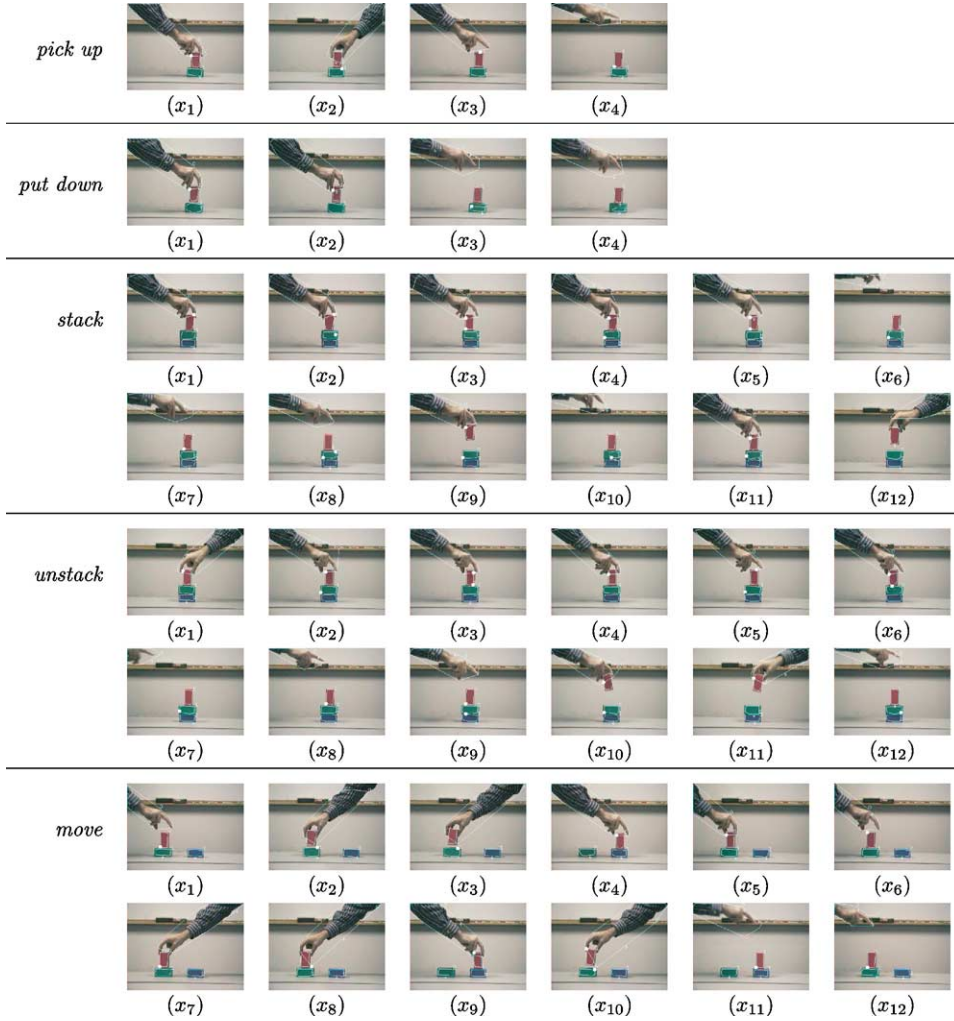 pick up
(x₁) (x₂) (x₃) (x₄)
put down
(x₁) (x₂) (x₃) (x₄)
stack
(x₁) (x₂) (x₃) (x₄) (x₅) (x₆)
(x₇) (x₈) (x₉) (x₁₀) (x₁₁) (x₁₂)
unstack
(x₁) (x₂) (x₃) (x₄) (x₅) (x₆)
(x₇) (x₈) (x₉) (x₁₀) (x₁₁) (x₁₂)
move
(x₁) (x₂) (x₃) (x₄) (x₅) (x₆)
(x₇) (x₈) (x₉) (x₁₀) (x₁₁) (x₁₂)